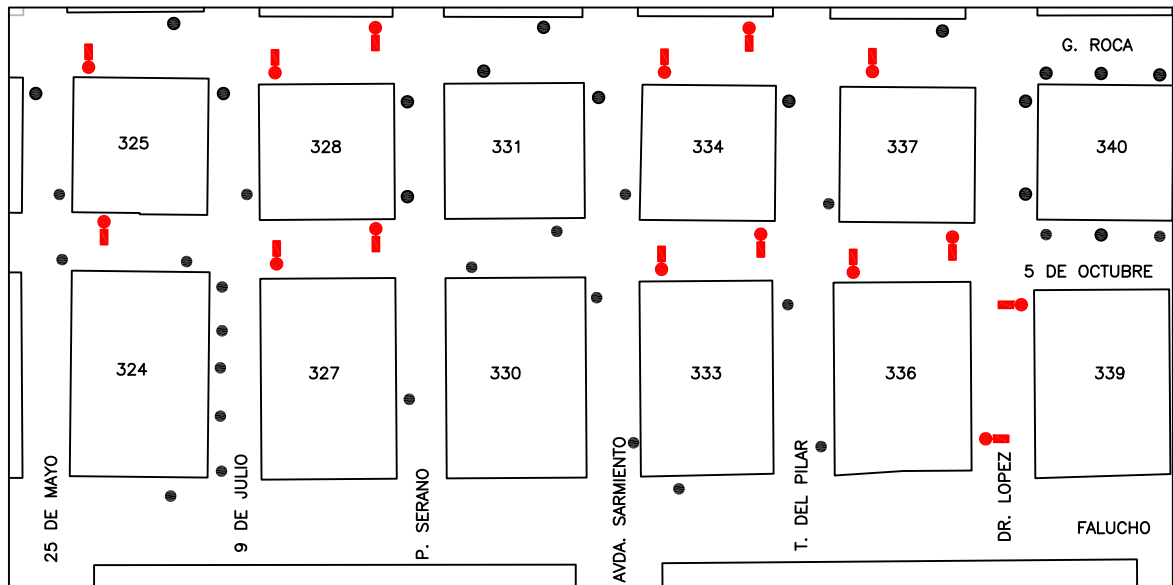 G. ROCA
325
328
331
334
337
340
5 DE OCTUBRE
324
327
330
333
336
339
25 DE MAYO
9 DE JULIO
P. SERANO
AVDA. SARMIENTO
T. DEL PILAR
DR. LOPEZ
FALUCHO